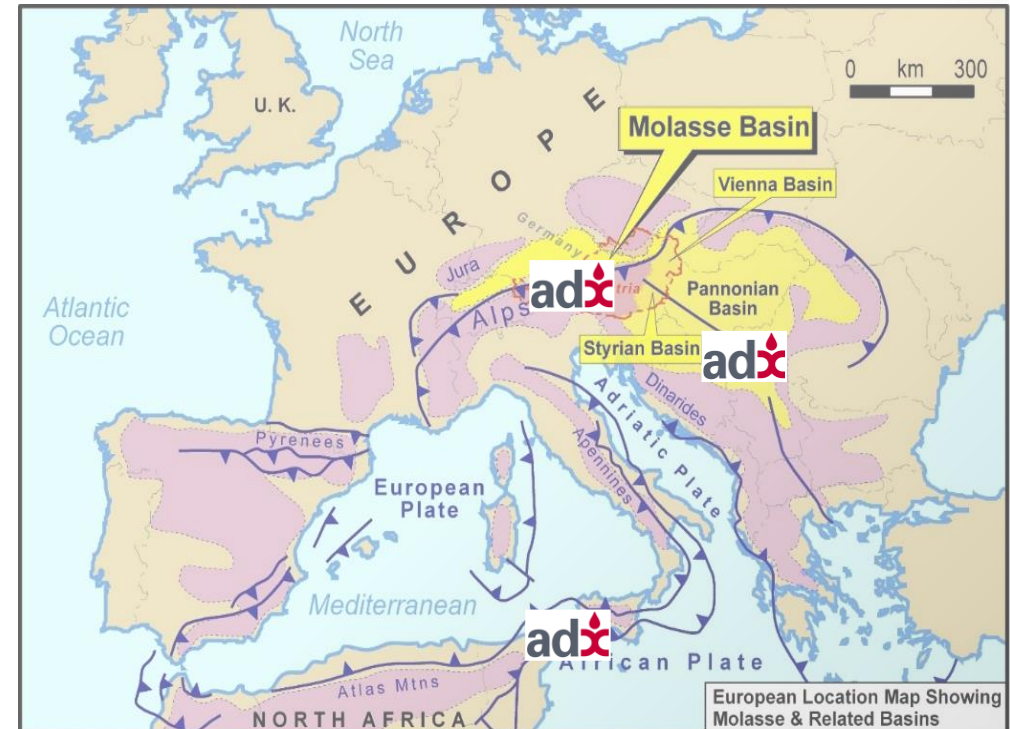 North
Sea
0 km 300
U. K.
EUROPE
Molasse Basin
Vienna Basin
Germany
Jura
adx
tria
Alps
Pannonian
Basin
Atlantic
Ocean
Styrian Basin
adx
Dinarides
Adriatic Plate
Apennines
Pyrenees
European
Plate
Mediterranean
adx
African Plate
Atlas Mtns
NORTH AFRICA
European Location Map Showing
Molasse & Related Basins